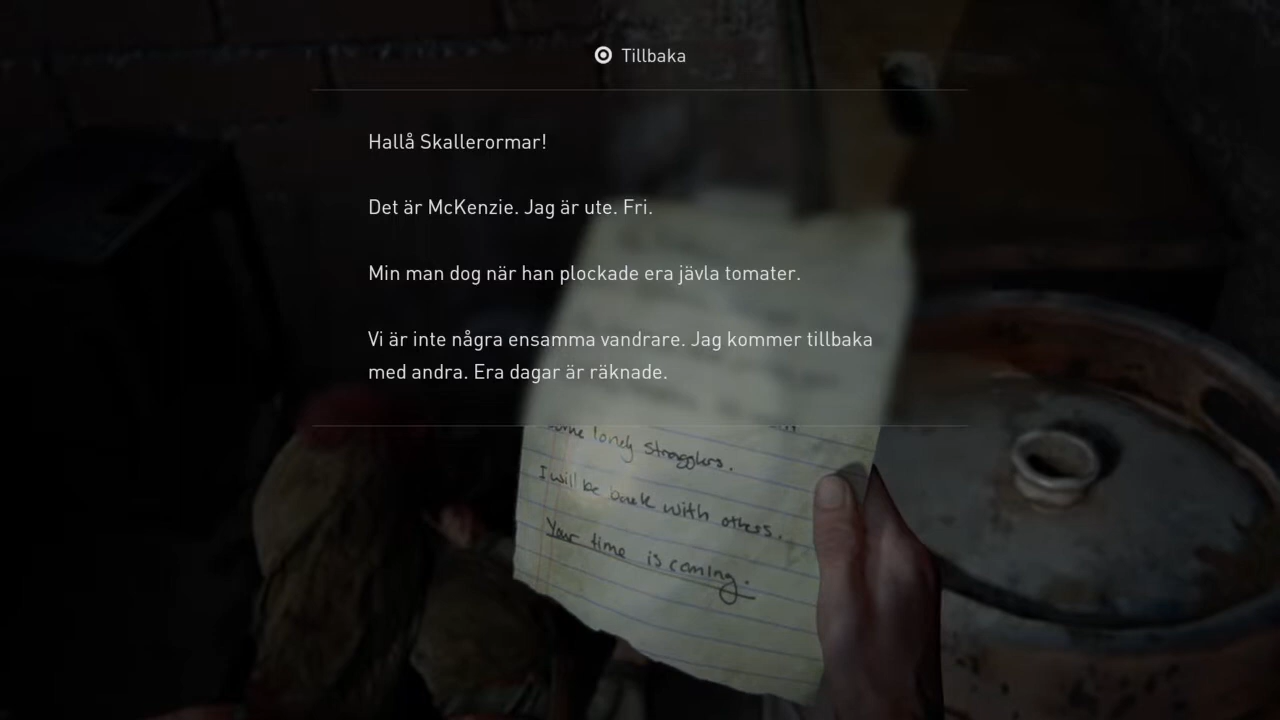 Tillbaka
Hallå Skallerormar!
Det är McKenzie. Jag är ute. Fri.
Min man dog när han plockade era jävla tomater.
Vi är inte några ensamma vandrare. Jag kommer tillbaka
med andra. Era dagar är räknade.
some lonely stragglers.
I will be back with others.
Your time is coming.